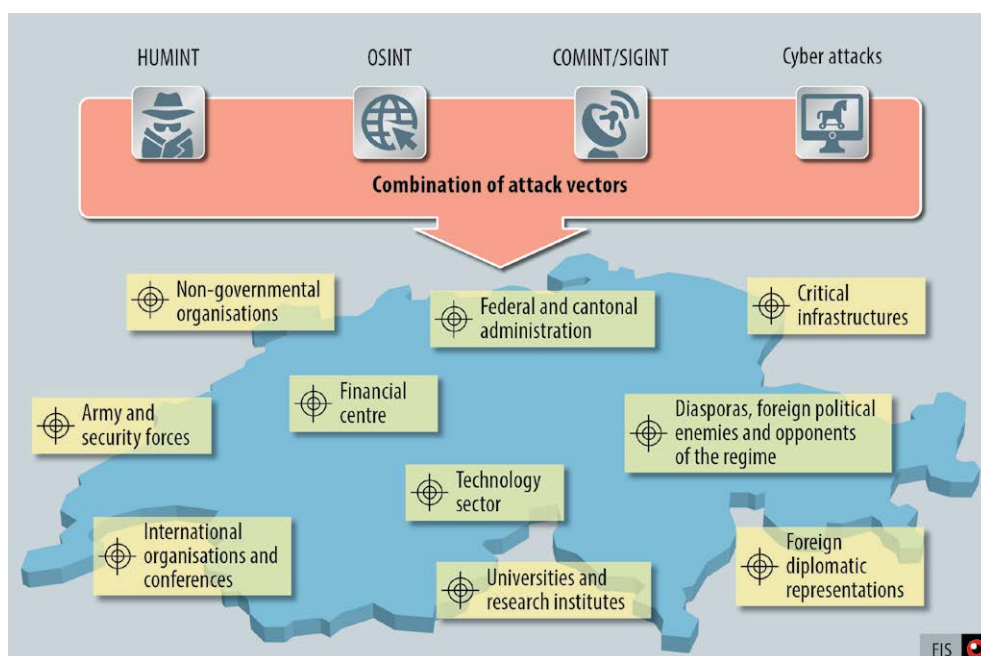 HUMINT
OSINT
COMINT/SIGINT
Cyber attacks
Combination of attack vectors
Non-governmental
organisations
Federal and cantonal
administration
Critical
infrastructures
Financial
centre
Army and
security forces
Diasporas, foreign political
enemies and opponents
of the regime
Technology
sector
International
organisations and
conferences
Universities and
research institutes
Foreign
diplomatic
representations
FIS